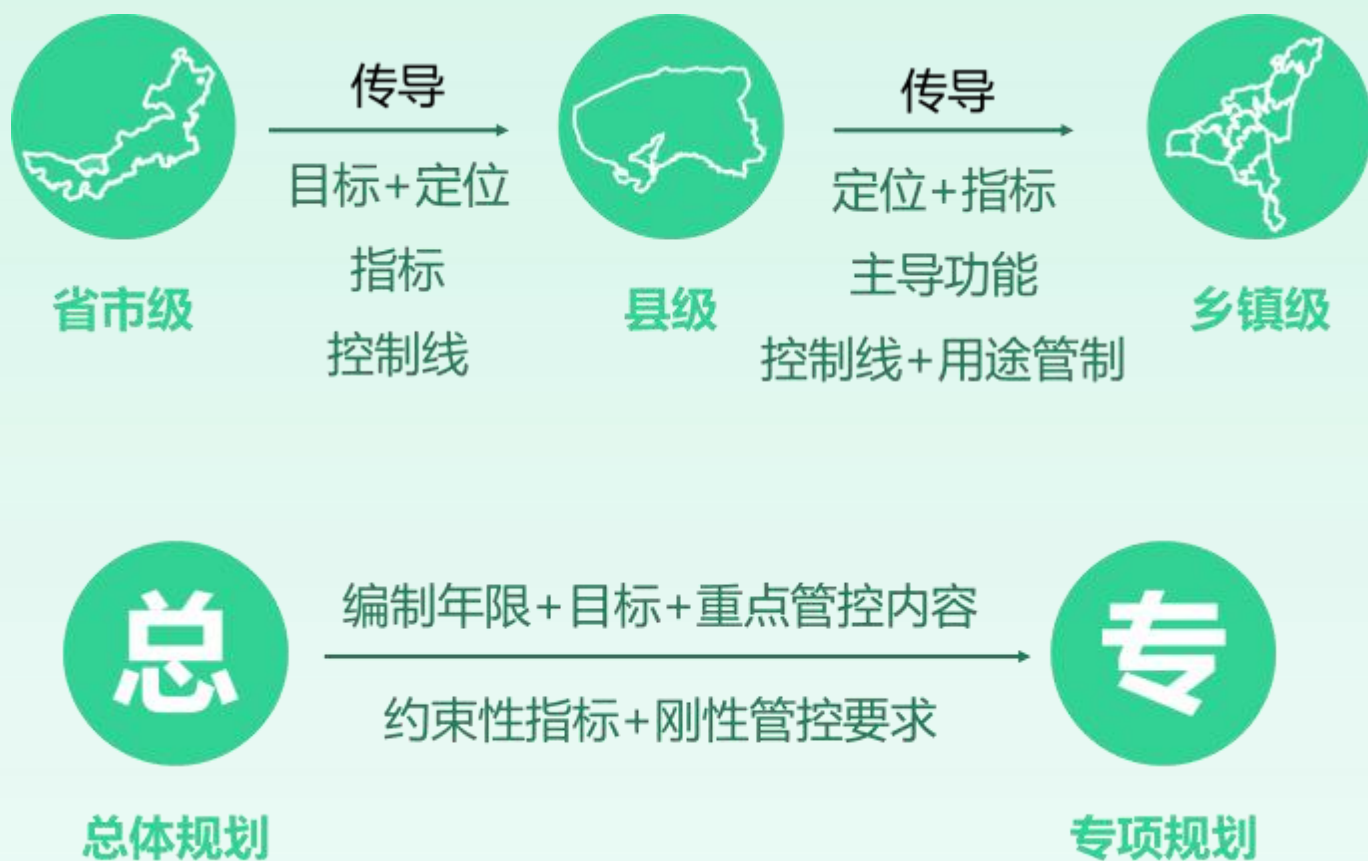 传导
传导
目标+定位
定位+指标
指标
主导功能
控制线
控制线+用途管制
省市级
县级
乡镇级
总
编制年限+目标+重点管控内容
约束性指标+刚性管控要求
专
总体规划
专项规划